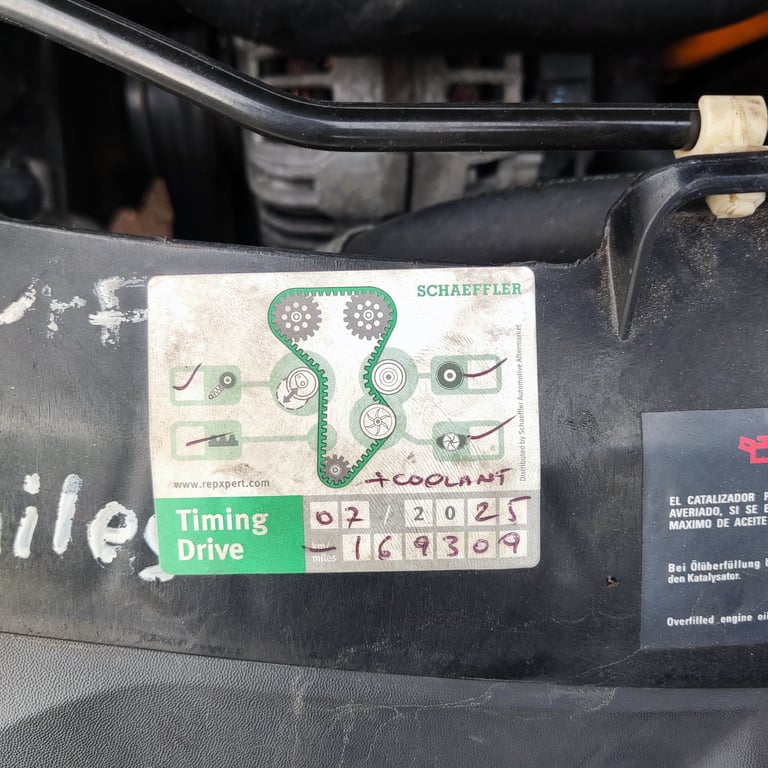 SCHAEFFLER
Distributed by Schaeffler Automotive Aftermarket
www.repxpert.com
+COOLANT
Timing
Drive
07 / 2025
km/
miles
169309
iles
EL CATALIZADOR
AVERIADO, SI SE
MAXIMO DE ACEITE
Bei Ölüberfüllung
den Katalysator.
Overfilled engine oil